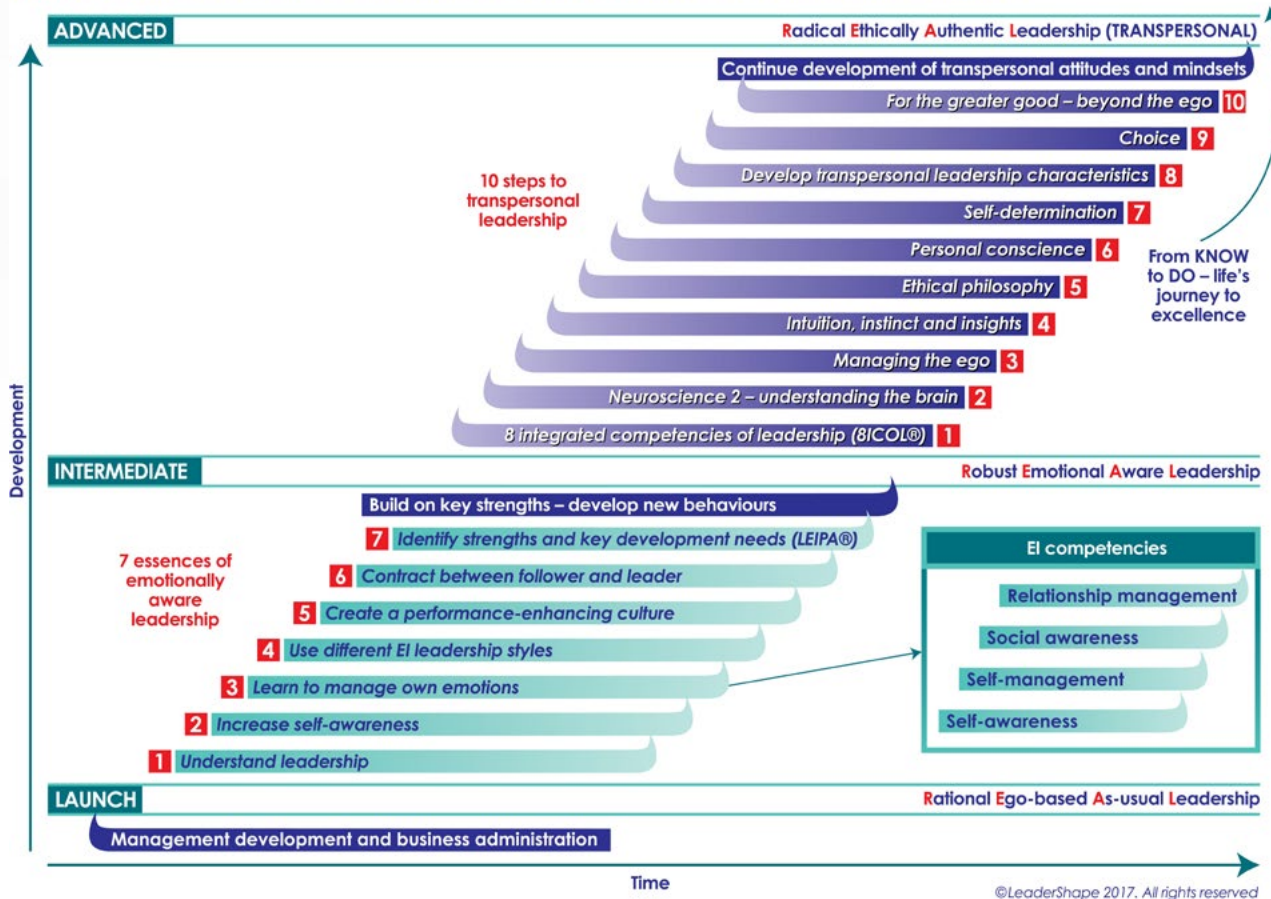 ADVANCED
Radical Ethically Authentic Leadership (TRANSPERSONAL)
Continue development of transpersonal attitudes and mindsets
For the greater good – beyond the ego 10
Choice 9
Develop transpersonal leadership characteristics 8
Self-determination 7
Personal conscience 6
Ethical philosophy 5
Intuition, instinct and insights 4
Managing the ego 3
Neuroscience 2 – understanding the brain 2
8 integrated competencies of leadership (8ICOL®) 1
10 steps to
transpersonal
leadership
From KNOW
to DO – life's
journey to
excellence
Development
INTERMEDIATE
Robust Emotional Aware Leadership
Build on key strengths – develop new behaviours
7 Identify strengths and key development needs (LEIPA®)
6 Contract between follower and leader
5 Create a performance-enhancing culture
4 Use different EI leadership styles
3 Learn to manage own emotions
2 Increase self-awareness
1 Understand leadership
7 essences of
emotionally
aware
leadership
EI competencies
Relationship management
Social awareness
Self-management
Self-awareness
LAUNCH
Rational Ego-based As-usual Leadership
Management development and business administration
Time
©LeaderShape 2017. All rights reserved